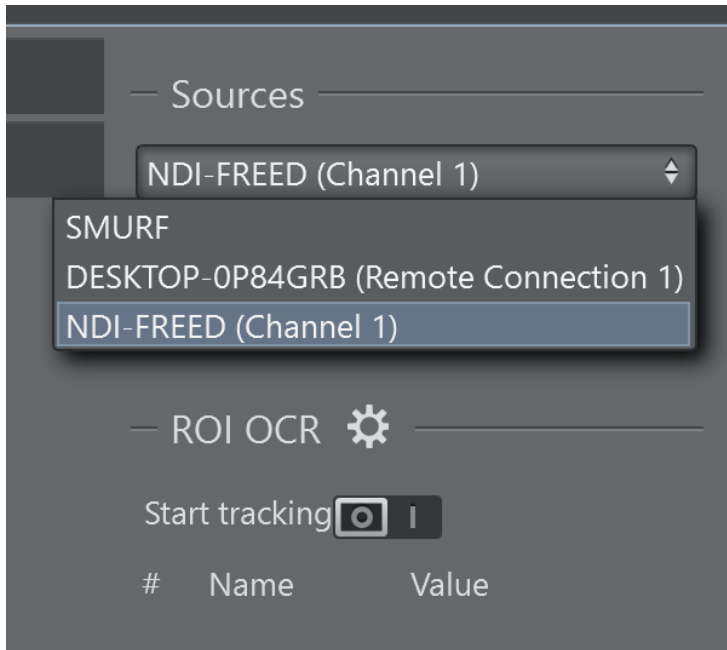 Sources
NDI-FREED (Channel 1)
SMURF
DESKTOP-0P84GRB (Remote Connection 1)
NDI-FREED (Channel 1)
ROI OCR
Start tracking O I
# Name Value